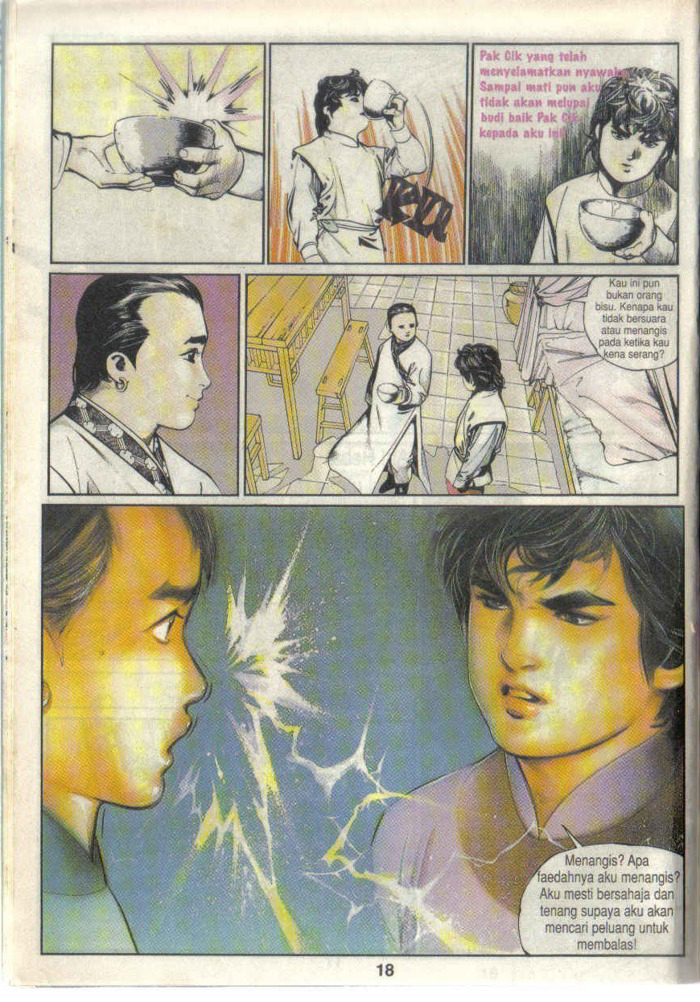 Pak Cik yang telah
menyelamatkan nyawaku
Sampai mati pun aku
tidak akan melupai
budi baik Pak Cik
kepada aku ini
Kau ini pun
bukan orang
bisu. Kenapa kau
tidak bersuara
atau menangis
pada ketika kau
kena serang?
Menangis? Apa
faedahnya aku menangis?
Aku mesti bersahaja dan
tenang supaya aku akan
mencari peluang untuk
membalas!
18